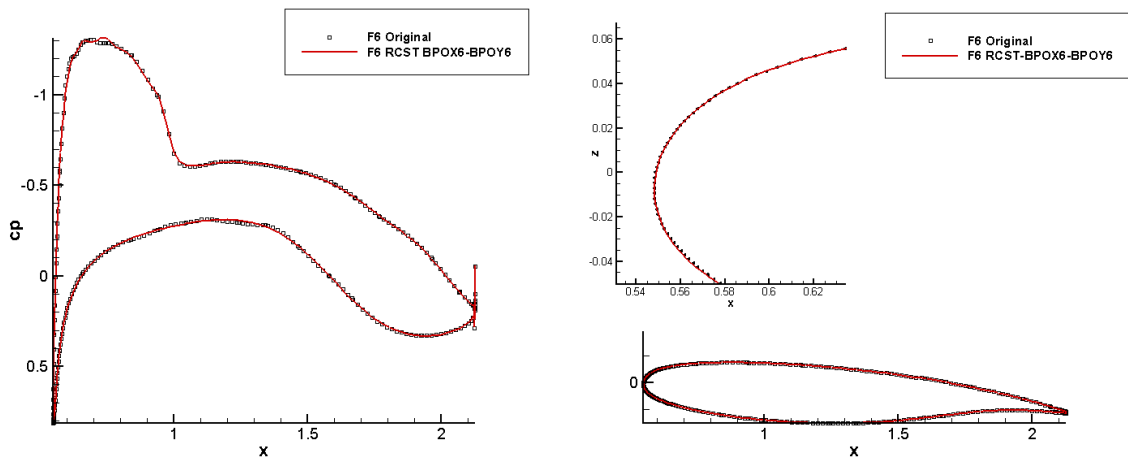 F6 Original
F6 RCST BPOX6-BPOY6
-1
-0.5
0
0.5
cp
1
1.5
2
x
F6 Original
F6 RCST-BPOX6-BPOY6
0.06
0.04
0.02
0
-0.02
-0.04
z
0.54
0.56
0.58
0.6
0.62
x
0
1
1.5
2
x